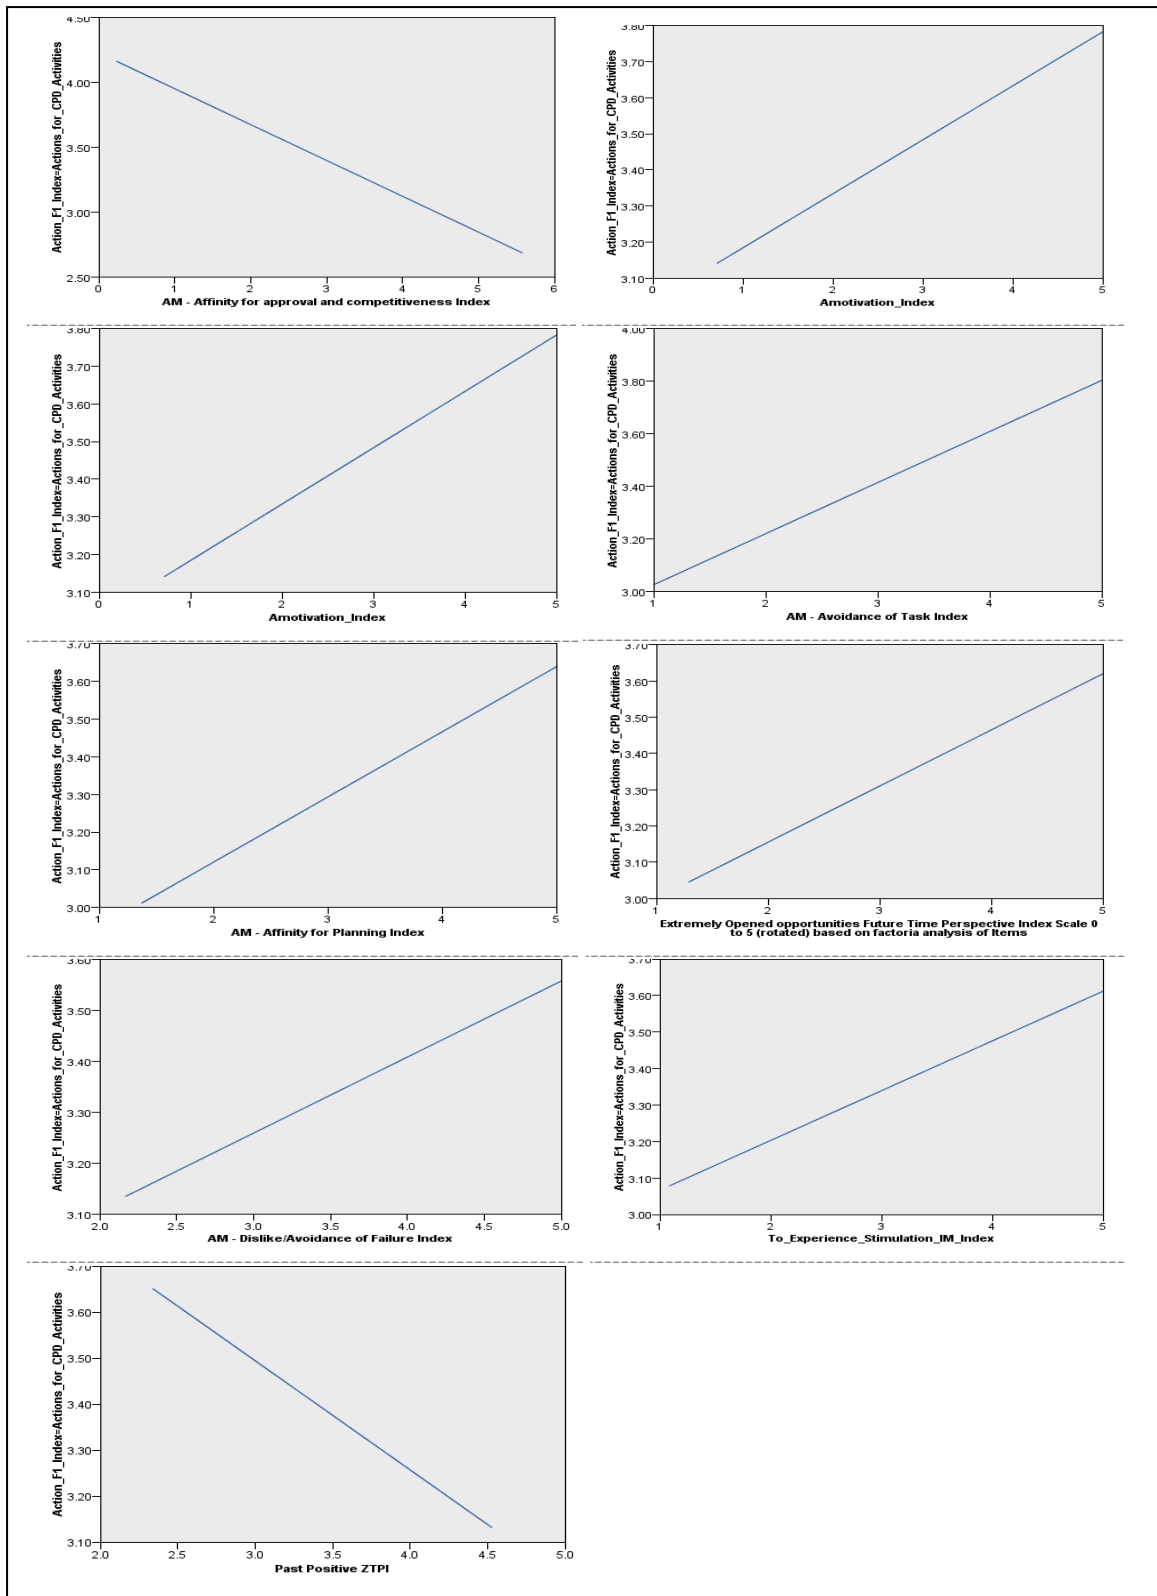 4.50
4.00
3.50
3.00
2.50
0 1 2 3 4 5 6
Action_F1_Index=Actions_for_CPD_Activities
AM - Affinity for approval and competitiveness Index
3.80
3.70
3.60
3.50
3.40
3.30
3.20
3.10
0 1 2 3 4 5
Action_F1_Index=Actions_for_CPD_Activities
Amotivation_Index
3.80
3.70
3.60
3.50
3.40
3.30
3.20
3.10
0 1 2 3 4 5
Action_F1_Index=Actions_for_CPD_Activities
Amotivation_Index
4.00
3.80
3.60
3.40
3.20
3.00
1 2 3 4 5
Action_F1_Index=Actions_for_CPD_Activities
AM - Avoidance of Task Index
3.70
3.60
3.50
3.40
3.30
3.20
3.10
3.00
1 2 3 4 5
Action_F1_Index=Actions_for_CPD_Activities
AM - Affinity for Planning Index
3.70
3.60
3.50
3.40
3.30
3.20
3.10
3.00
1 2 3 4 5
Action_F1_Index=Actions_for_CPD_Activities
Extremely Opened opportunities Future Time Perspective Index Scale 0
to 5 (rotated) based on factoria analysis of Items
3.60
3.50
3.40
3.30
3.20
3.10
2.0 2.5 3.0 3.5 4.0 4.5 5.0
Action_F1_Index=Actions_for_CPD_Activities
AM - Dislike/Avoidance of Failure Index
3.70
3.60
3.50
3.40
3.30
3.20
3.10
3.00
1 2 3 4 5
Action_F1_Index=Actions_for_CPD_Activities
To_Experience_Stimulation_IM_Index
3.70
3.60
3.50
3.40
3.30
3.20
3.10
2.0 2.5 3.0 3.5 4.0 4.5 5.0
Action_F1_Index=Actions_for_CPD_Activities
Past Positive ZTPI